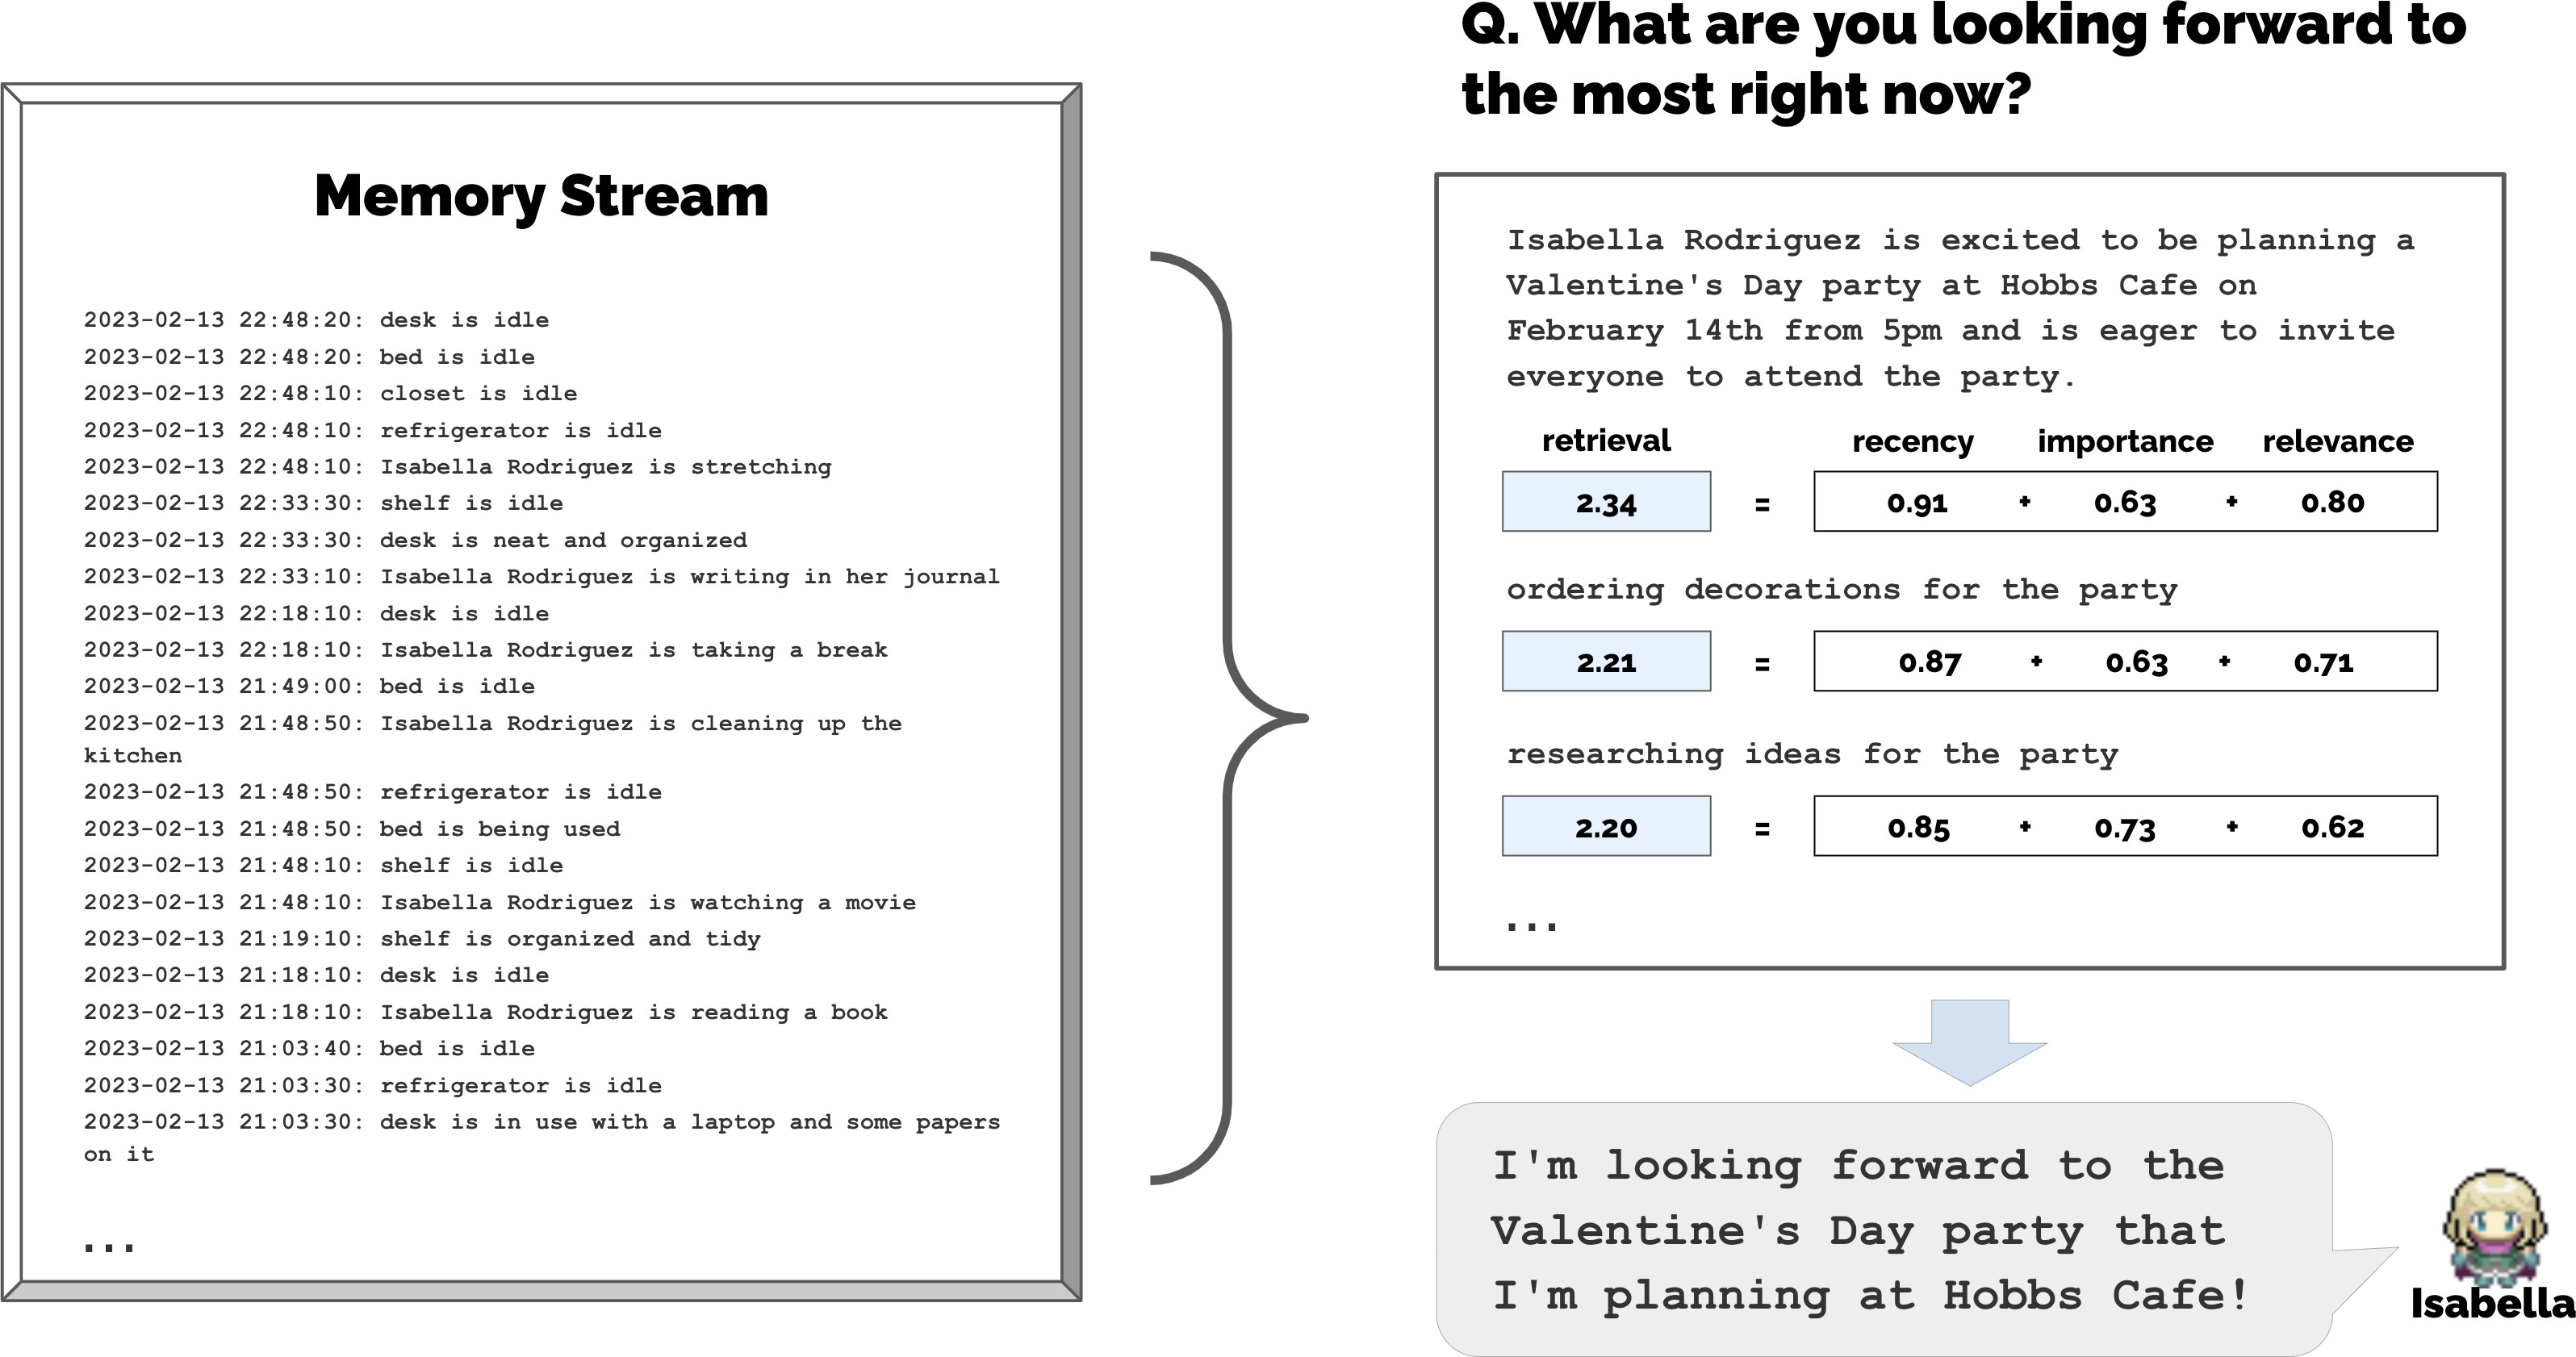 Memory Stream
2023-02-13 22:48:20: desk is idle
2023-02-13 22:48:20: bed is idle
2023-02-13 22:48:10: closet is idle
2023-02-13 22:48:10: refrigerator is idle
2023-02-13 22:48:10: Isabella Rodriguez is stretching
2023-02-13 22:33:30: shelf is idle
2023-02-13 22:33:30: desk is neat and organized
2023-02-13 22:33:10: Isabella Rodriguez is writing in her journal
2023-02-13 22:18:10: desk is idle
2023-02-13 22:18:10: Isabella Rodriguez is taking a break
2023-02-13 21:49:00: bed is idle
2023-02-13 21:48:50: Isabella Rodriguez is cleaning up the
kitchen
2023-02-13 21:48:50: refrigerator is idle
2023-02-13 21:48:50: bed is being used
2023-02-13 21:48:10: shelf is idle
2023-02-13 21:48:10: Isabella Rodriguez is watching a movie
2023-02-13 21:19:10: shelf is organized and tidy
2023-02-13 21:18:10: desk is idle
2023-02-13 21:18:10: Isabella Rodriguez is reading a book
2023-02-13 21:03:40: bed is idle
2023-02-13 21:03:30: refrigerator is idle
2023-02-13 21:03:30: desk is in use with a laptop and some papers
on it
...
Q. What are you looking forward to
the most right now?
Isabella Rodriguez is excited to be planning a
Valentine's Day party at Hobbs Cafe on
February 14th from 5pm and is eager to invite
everyone to attend the party.
retrieval recency importance relevance
2.34 = 0.91 + 0.63 + 0.80
ordering decorations for the party
2.21 = 0.87 + 0.63 + 0.71
researching ideas for the party
2.20 = 0.85 + 0.73 + 0.62
...
I'm looking forward to the
Valentine's Day party that
I'm planning at Hobbs Cafe!
Isabella